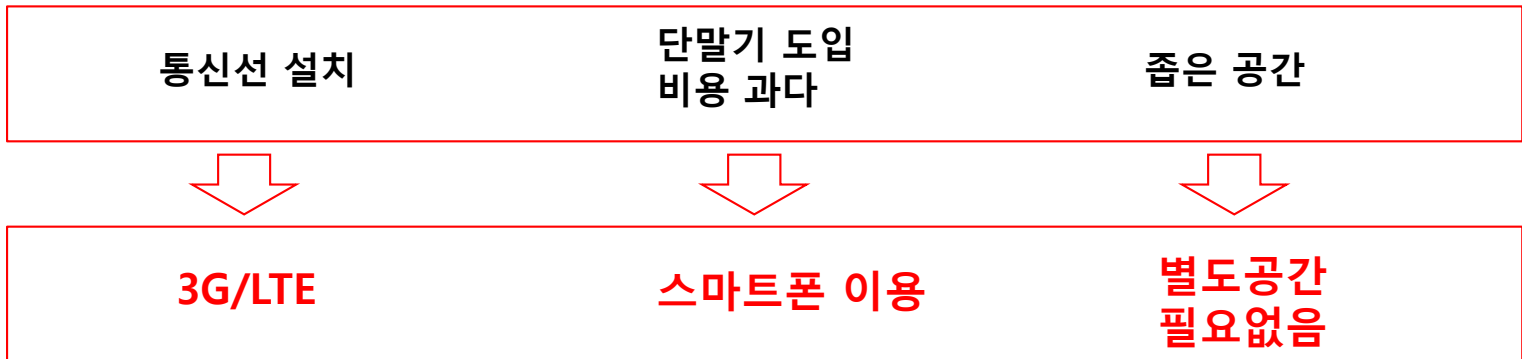 통신선 설치
단말기 도입
비용 과다
좁은 공간
3G/LTE
스마트폰 이용
별도공간
필요없음